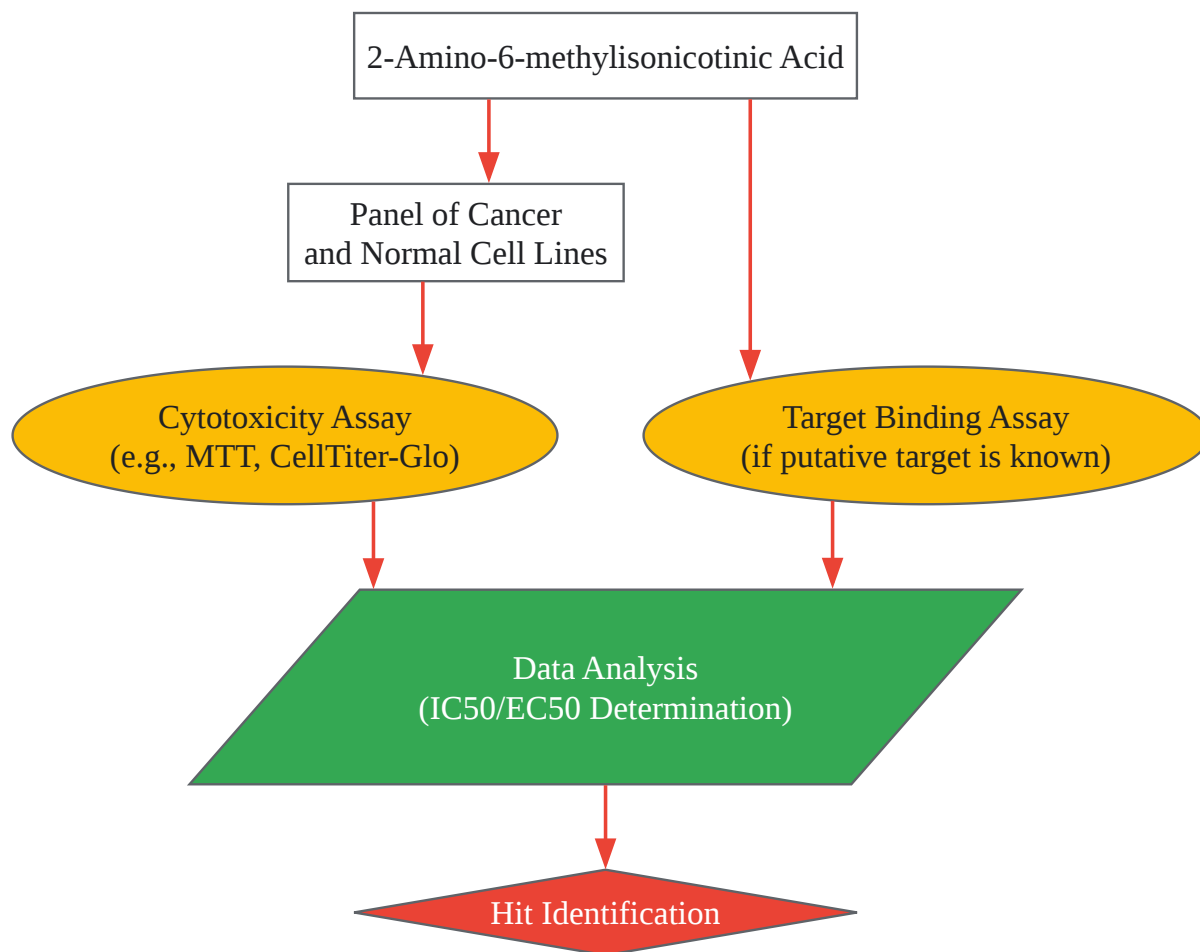 2-Amino-6-methylisonicotinic Acid
Panel of Cancer
and Normal Cell Lines
Cytotoxicity Assay
(e.g., MTT, CellTiter-Glo)
Target Binding Assay
(if putative target is known)
Data Analysis
(IC50/EC50 Determination)
Hit Identification